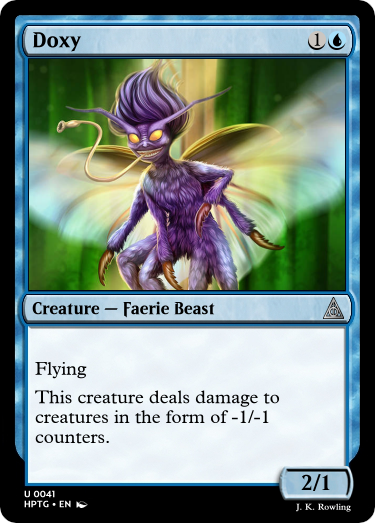 Doxy 1
Creature — Faerie Beast
Flying
This creature deals damage to
creatures in the form of -1/-1
counters.
2/1
U 0041
HPTG • EN
J. K. Rowling